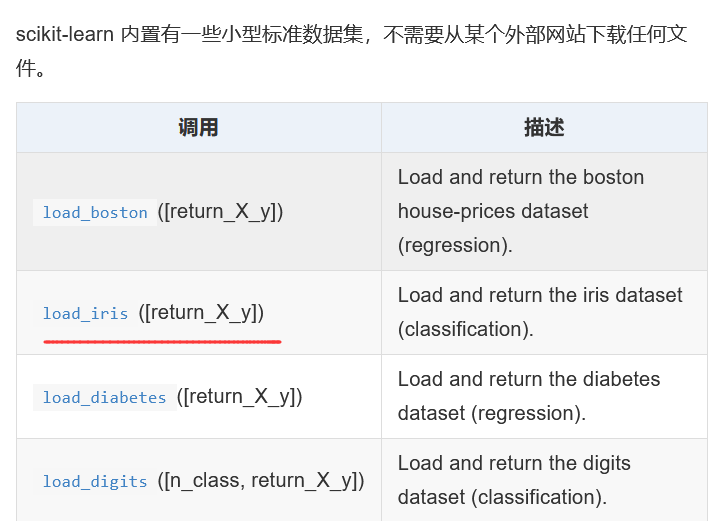 scikit-learn 内置有一些小型标准数据集，不需要从某个外部网站下载任何文
件。
调用
描述
load_boston ([return_X_y])
Load and return the boston
house-prices dataset
(regression).
load_iris ([return_X_y])
Load and return the iris dataset
(classification).
load_diabetes ([return_X_y])
Load and return the diabetes
dataset (regression).
load_digits ([n_class, return_X_y])
Load and return the digits
dataset (classification).